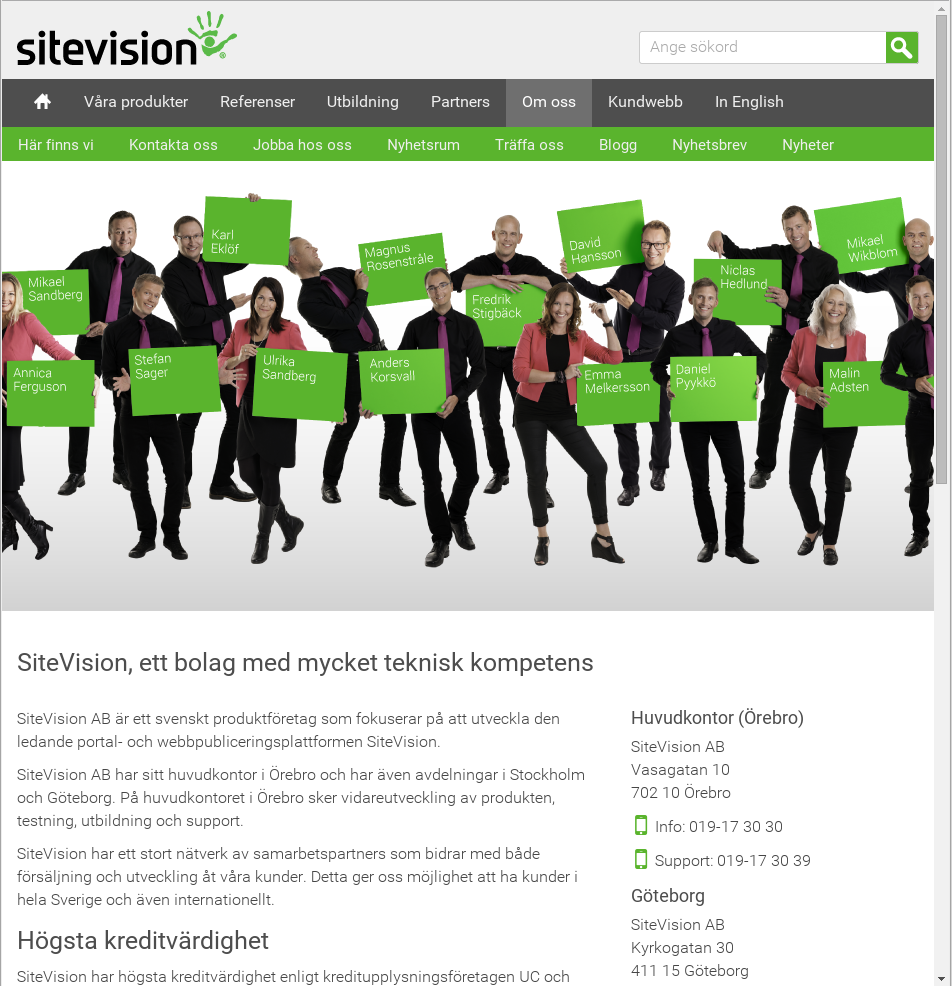 sitevision
Ange sökord
Våra produkter Referenser Utbildning Partners Om oss Kundwebb In English
Här finns vi Kontakta oss Jobba hos oss Nyhetsrum Träffa oss Blogg Nyhetsbrev Nyheter
Karl
Eklöf
Magnus
Rosenstråle
David
Hansson
Mikael
Wikblom
Mikael
Sandberg
Fredrik
Stigbäck
Niclas
Hedlund
Annica
Ferguson
Stefan
Sager
Ulrika
Sandberg
Anders
Korsvall
Emma
Melkersson
Daniel
Pyykkö
Malin
Adsten
SiteVision, ett bolag med mycket teknisk kompetens
SiteVision AB är ett svenskt produktföretag som fokuserar på att utveckla den
ledande portal- och webbpubliceringsplattformen SiteVision.
SiteVision AB har sitt huvudkontor i Örebro och har även avdelningar i Stockholm
och Göteborg. På huvudkontoret i Örebro sker vidareutveckling av produkten,
testning, utbildning och support.
SiteVision har ett stort nätverk av samarbetspartners som bidrar med både
försäljning och utveckling åt våra kunder. Detta ger oss möjlighet att ha kunder i
hela Sverige och även internationellt.
Högsta kreditvärdighet
SiteVision har högsta kreditvärdighet enligt kreditupplysningsföretagen UC och
Huvudkontor (Örebro)
SiteVision AB
Vasagatan 10
702 10 Örebro
Info: 019-17 30 30
Support: 019-17 30 39
Göteborg
SiteVision AB
Kyrkogatan 30
411 15 Göteborg